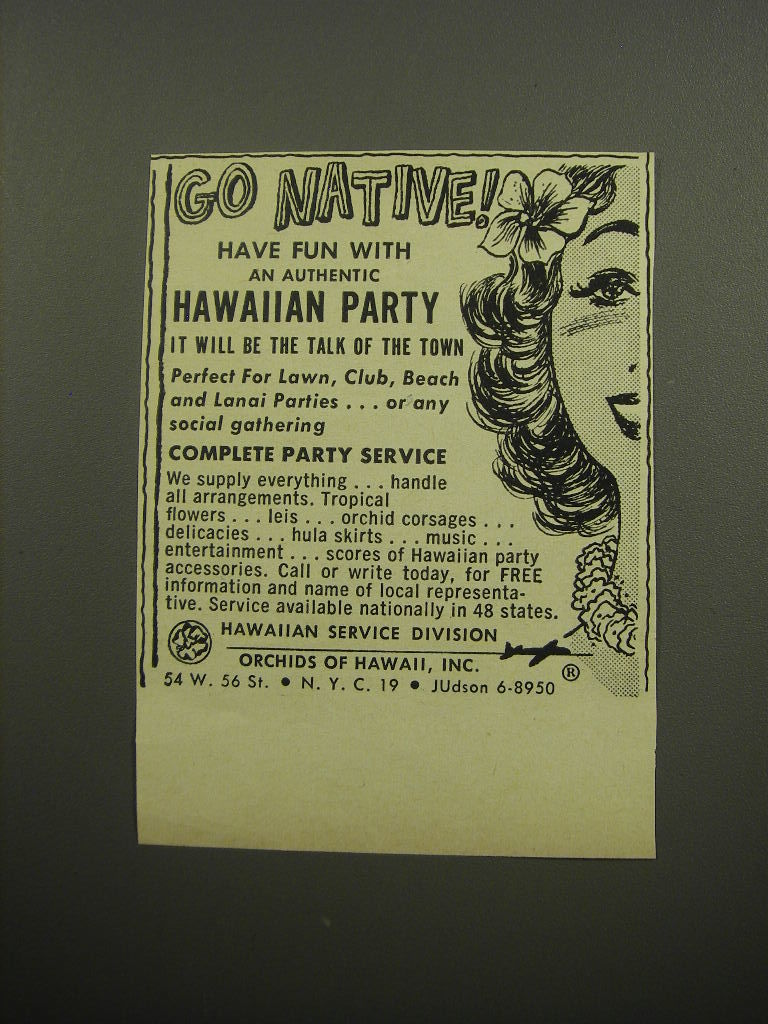 GO NATIVE!
HAVE FUN WITH
AN AUTHENTIC
HAWAIIAN PARTY
IT WILL BE THE TALK OF THE TOWN
Perfect For Lawn, Club, Beach
and Lanai Parties . . . or any
social gathering
COMPLETE PARTY SERVICE
We supply everything . . . handle
all arrangements. Tropical
flowers . . . leis . . . orchid corsages . . .
delicacies . . . hula skirts . . . music . . .
entertainment . . . scores of Hawaiian party
accessories. Call or write today, for FREE
information and name of local representa-
tive. Service available nationally in 48 states.
HAWAIIAN SERVICE DIVISION
ORCHIDS OF HAWAII, INC. ®
54 W. 56 St. • N. Y. C. 19 • JUdson 6-8950